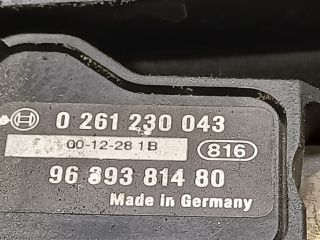 0 261 230 043
00-12-28 1B 816
96 393 814 80
Made in Germany